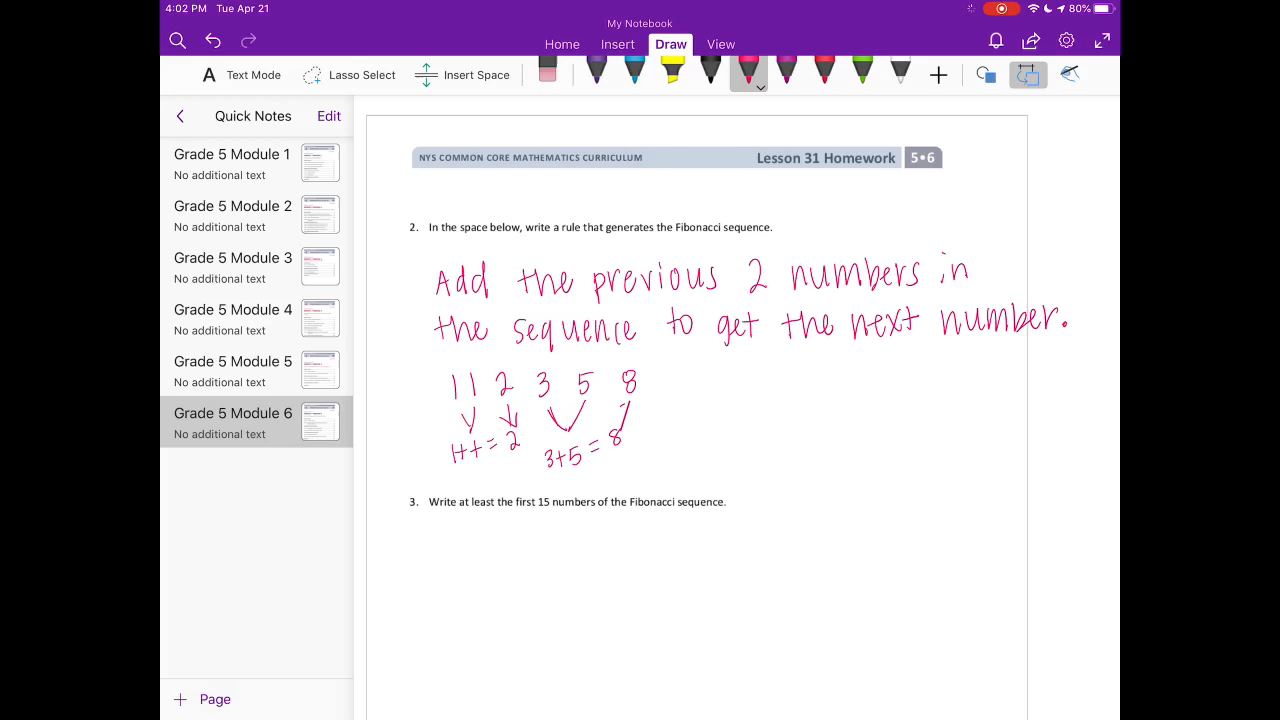 4:02 PM Tue Apr 21
80%
My Notebook
Home Insert Draw View
A Text Mode Lasso Select Insert Space
Quick Notes Edit
Grade 5 Module 1
No additional text
Grade 5 Module 2
No additional text
Grade 5 Module 3
No additional text
Grade 5 Module 4
No additional text
Grade 5 Module 5
No additional text
Grade 5 Module 6
No additional text
+ Page
NYS COMMON CORE MATHEMATICS CURRICULUM Lesson 31 Homework 5•6
2. In the space below, write a rule that generates the Fibonacci sequence.
Add the previous 2 numbers in
the sequence to get the next number.
1 1 2 3 5 8
1+1=2 3+5=8
3. Write at least the first 15 numbers of the Fibonacci sequence.